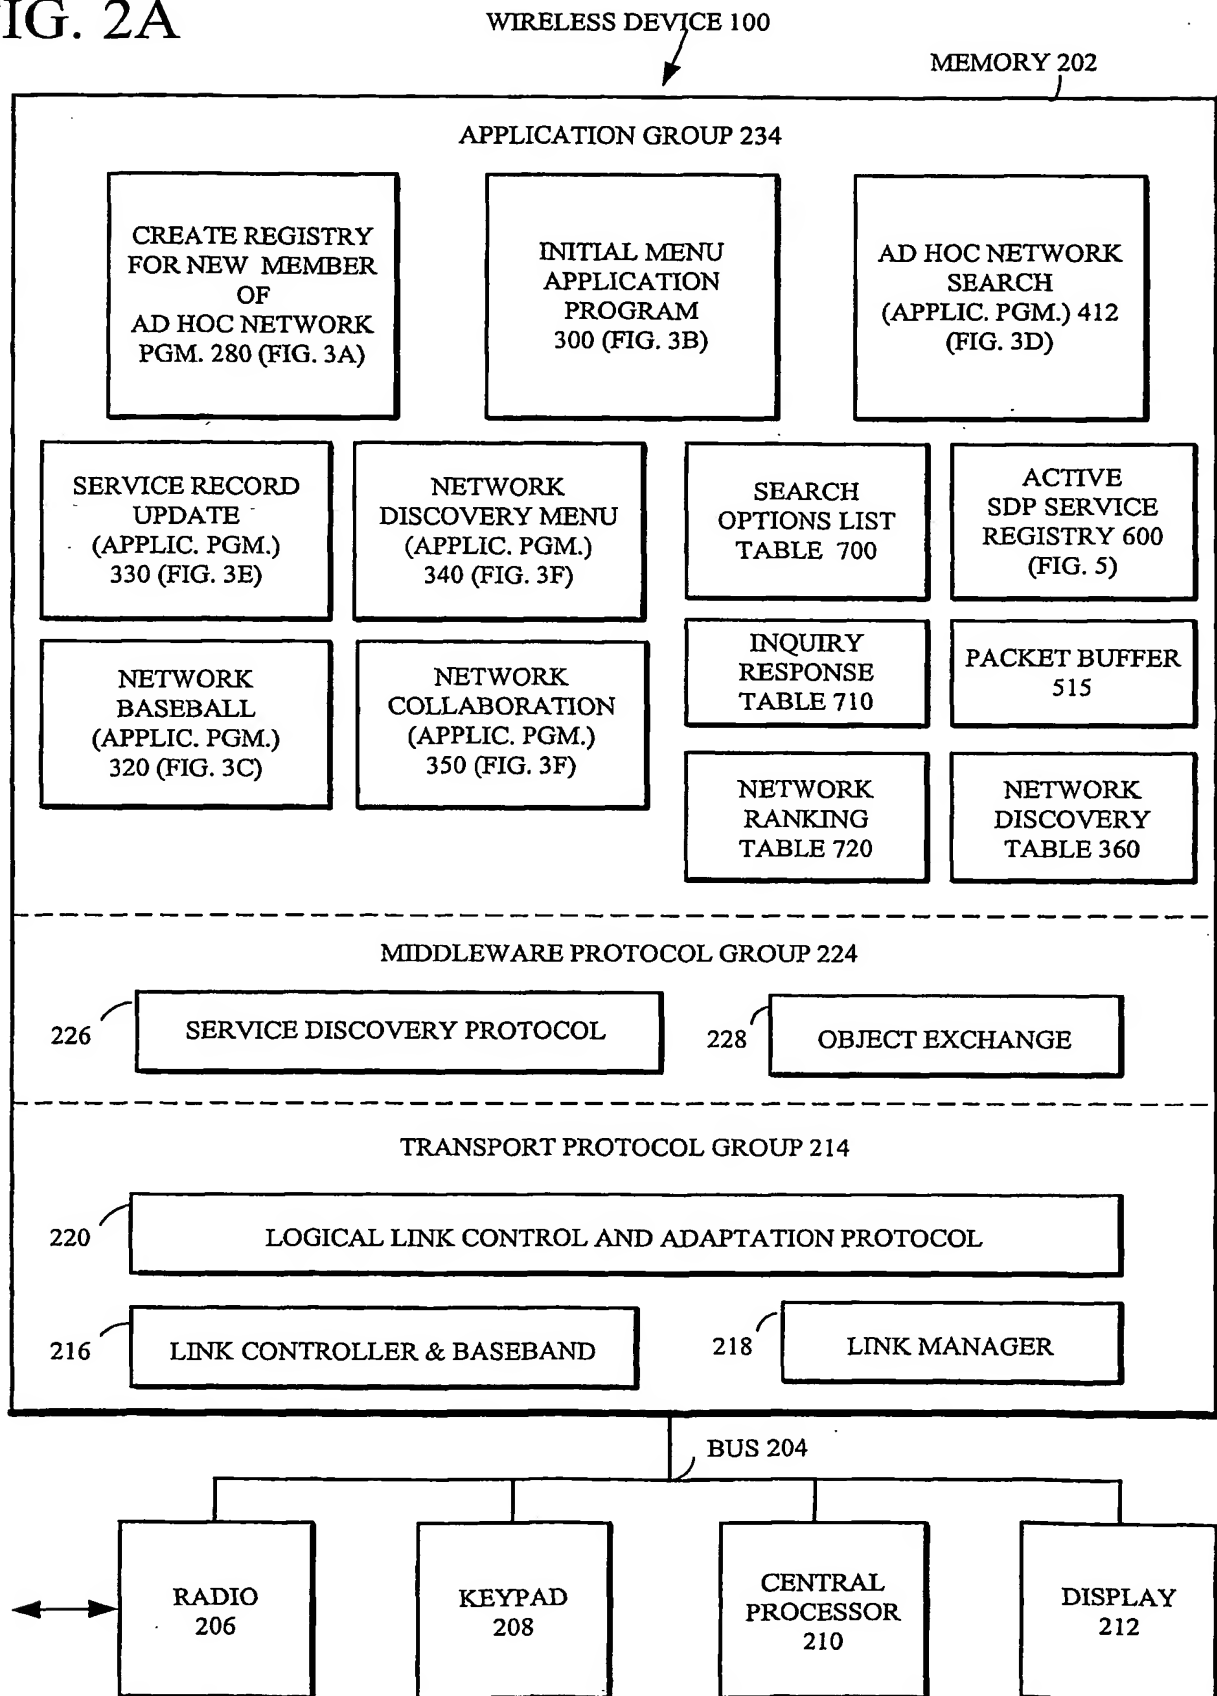 IG. 2A
WIRELESS DEVICE 100
MEMORY 202
APPLICATION GROUP 234
CREATE REGISTRY
FOR NEW MEMBER
OF
AD HOC NETWORK
PGM. 280 (FIG. 3A)
INITIAL MENU
APPLICATION
PROGRAM
300 (FIG. 3B)
AD HOC NETWORK
SEARCH
(APPLIC. PGM.) 412
(FIG. 3D)
SERVICE RECORD
UPDATE
(APPLIC. PGM.)
330 (FIG. 3E)
NETWORK
DISCOVERY MENU
(APPLIC. PGM.)
340 (FIG. 3F)
SEARCH
OPTIONS LIST
TABLE 700
ACTIVE
SDP SERVICE
REGISTRY 600
(FIG. 5)
NETWORK
BASEBALL
(APPLIC. PGM.)
320 (FIG. 3C)
NETWORK
COLLABORATION
(APPLIC. PGM.)
350 (FIG. 3F)
INQUIRY
RESPONSE
TABLE 710
PACKET BUFFER
515
NETWORK
RANKING
TABLE 720
NETWORK
DISCOVERY
TABLE 360
MIDDLEWARE PROTOCOL GROUP 224
226
SERVICE DISCOVERY PROTOCOL
228
OBJECT EXCHANGE
TRANSPORT PROTOCOL GROUP 214
220
LOGICAL LINK CONTROL AND ADAPTATION PROTOCOL
216
LINK CONTROLLER & BASEBAND
218
LINK MANAGER
BUS 204
RADIO
206
KEYPAD
208
CENTRAL
PROCESSOR
210
DISPLAY
212